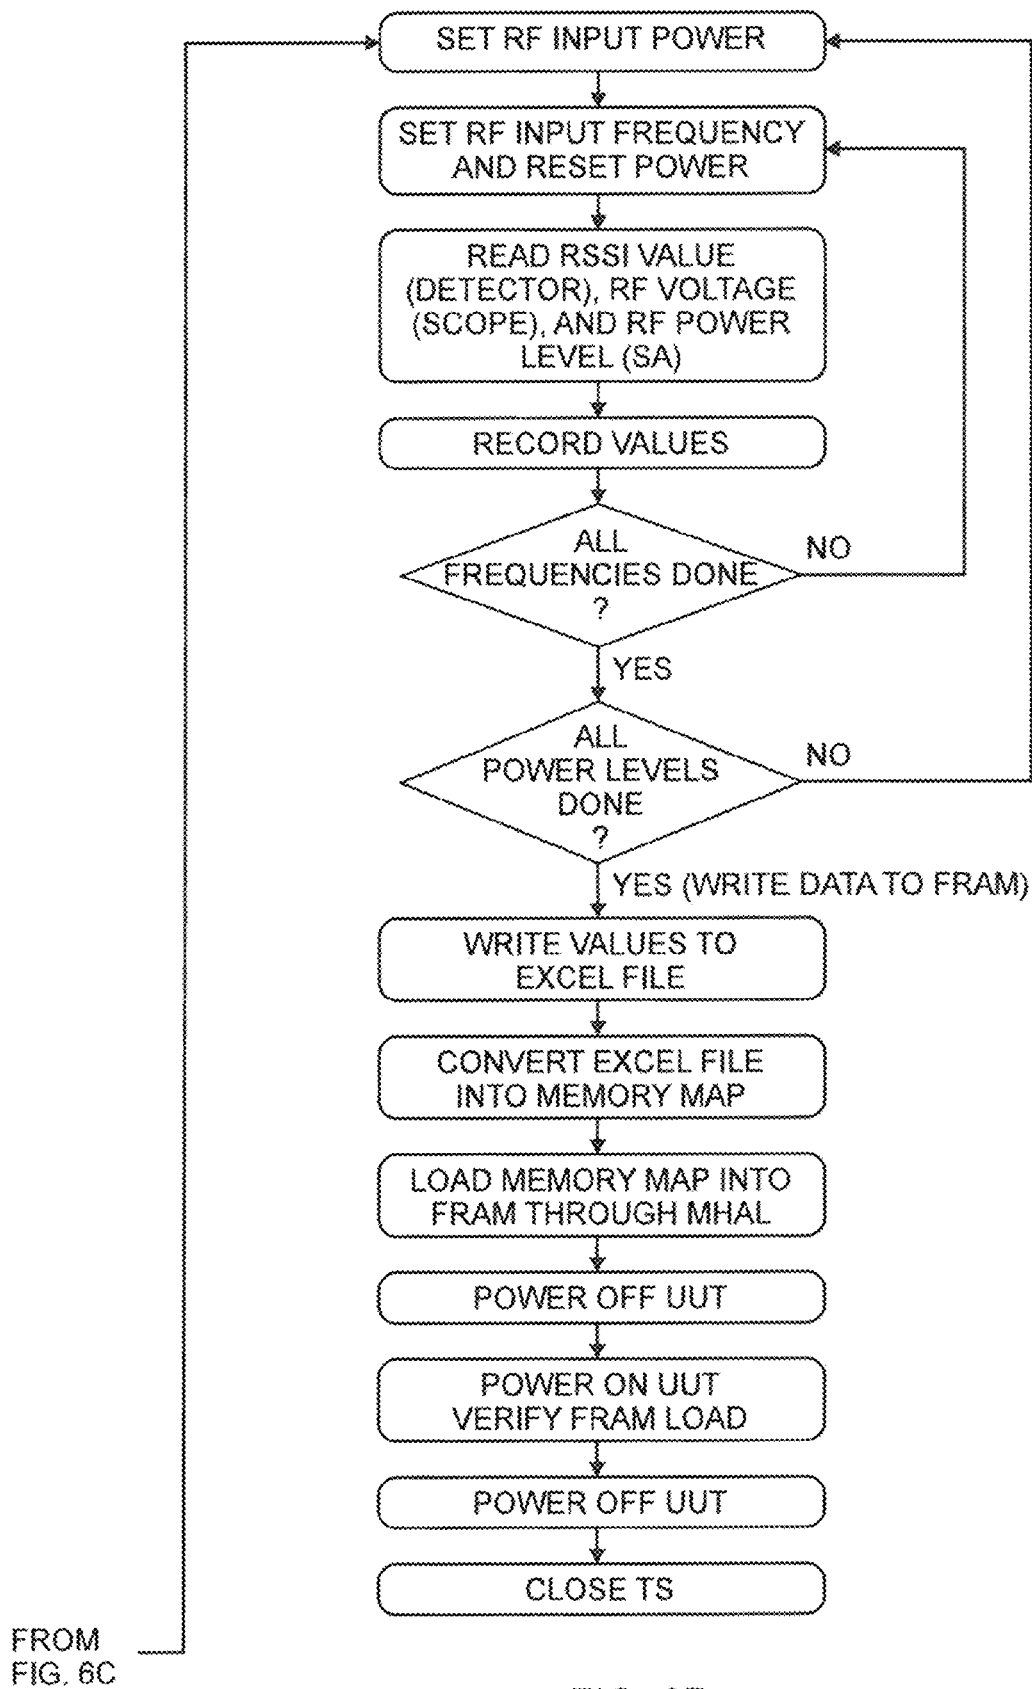 SET RF INPUT POWER
SET RF INPUT FREQUENCY
AND RESET POWER
READ RSSI VALUE
(DETECTOR), RF VOLTAGE
(SCOPE), AND RF POWER
LEVEL (SA)
RECORD VALUES
ALL
FREQUENCIES DONE
?
NO
YES
ALL
POWER LEVELS
DONE
?
NO
YES (WRITE DATA TO FRAM)
WRITE VALUES TO
EXCEL FILE
CONVERT EXCEL FILE
INTO MEMORY MAP
LOAD MEMORY MAP INTO
FRAM THROUGH MHAL
POWER OFF UUT
POWER ON UUT
VERIFY FRAM LOAD
POWER OFF UUT
CLOSE TS
FROM
FIG. 6C